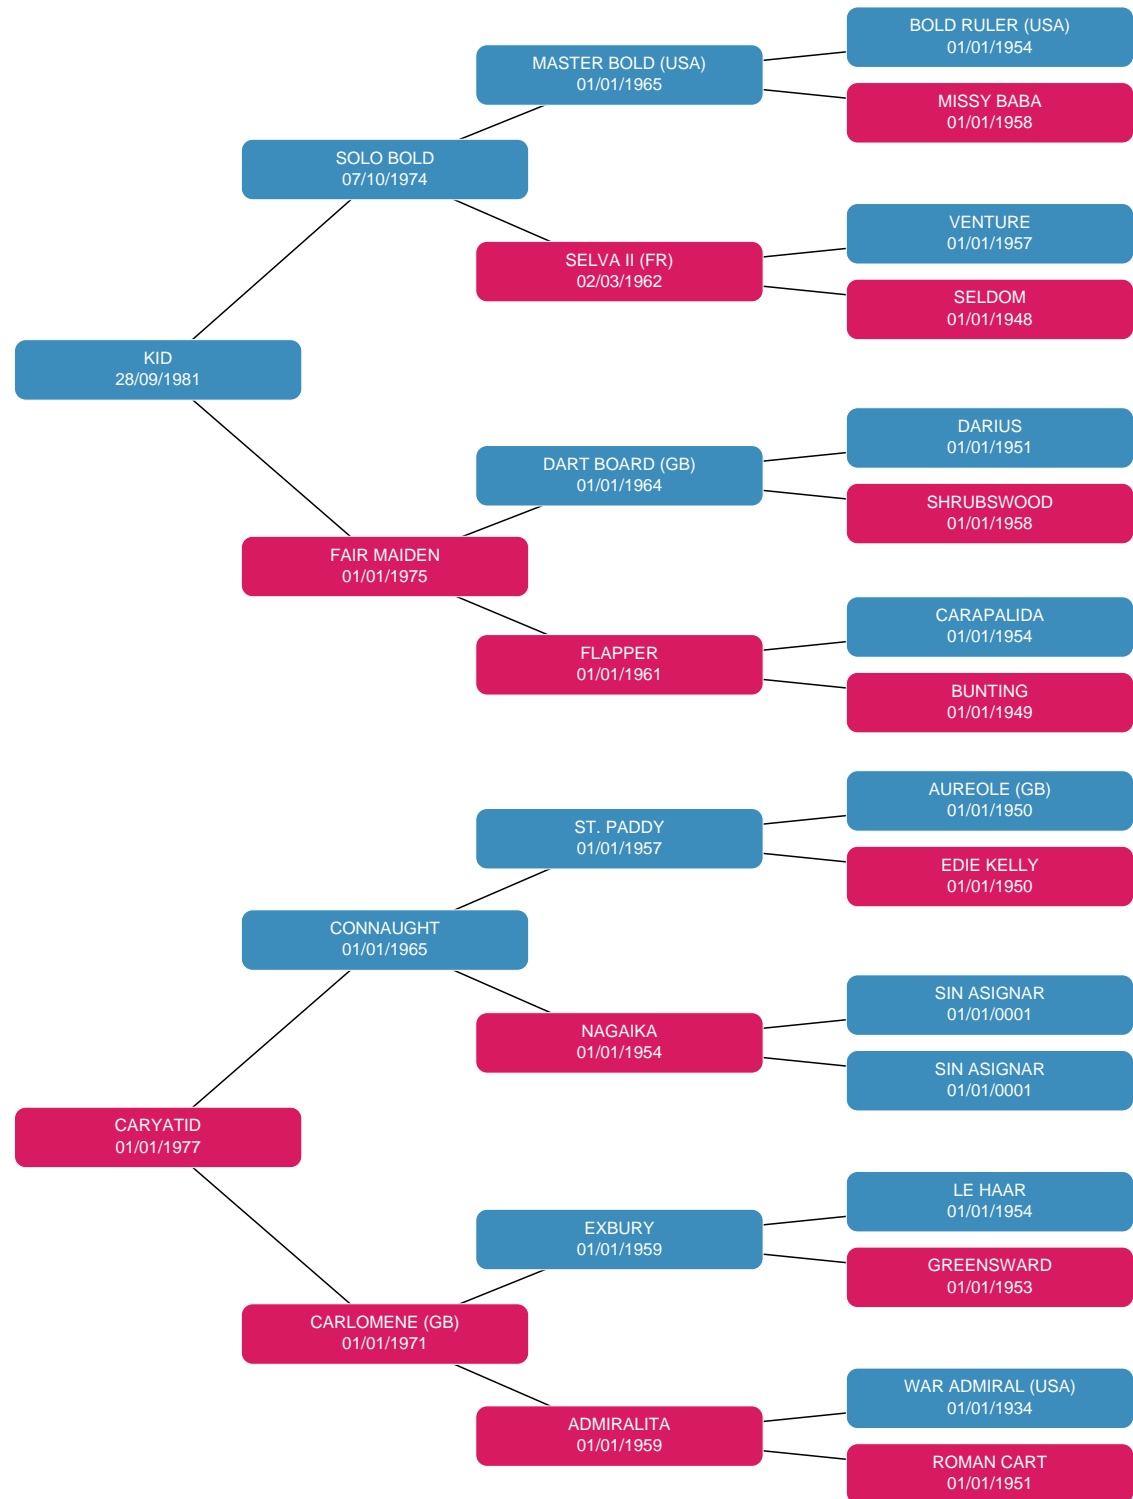 BOLD RULER (USA)
01/01/1954
MASTER BOLD (USA)
01/01/1965
MISSY BABA
01/01/1958
SOLO BOLD
07/10/1974
VENTURE
01/01/1957
SELVA II (FR)
02/03/1962
SELDOM
01/01/1948
KID
28/09/1981
DARIUS
01/01/1951
DART BOARD (GB)
01/01/1964
SHRUBSWOOD
01/01/1958
FAIR MAIDEN
01/01/1975
CARAPALIDA
01/01/1954
FLAPPER
01/01/1961
BUNTING
01/01/1949
AUREOLE (GB)
01/01/1950
ST. PADDY
01/01/1957
EDIE KELLY
01/01/1950
CONNAUGHT
01/01/1965
SIN ASIGNAR
01/01/0001
NAGAIKA
01/01/1954
SIN ASIGNAR
01/01/0001
CARYATID
01/01/1977
LE HAAR
01/01/1954
EXBURY
01/01/1959
GREENSWARD
01/01/1953
CARLOMENE (GB)
01/01/1971
WAR ADMIRAL (USA)
01/01/1934
ADMIRALITA
01/01/1959
ROMAN CART
01/01/1951